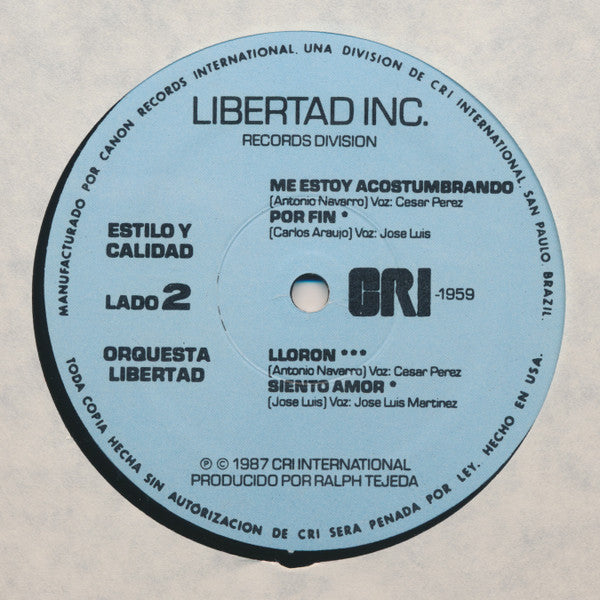 MANUFACTURADO POR CANON RECORDS INTERNATIONAL. UNA DIVISION DE CRI INTERNATIONAL. SAN PAULO BRAZIL.
LIBERTAD INC.
RECORDS DIVISION
ME ESTOY ACOSTUMBRANDO
(Antonio Navarro) Voz: Cesar Perez
POR FIN *
(Carlos Araujo) Voz: Jose Luis
ESTILO Y
CALIDAD
LADO 2
CRI -1959
ORQUESTA
LIBERTAD
LLORON ***
(Antonio Navarro) Voz: Cesar Perez
SIENTO AMOR *
(Jose Luis) Voz: Jose Luis Martinez
℗ © 1987 CRI INTERNATIONAL
PRODUCIDO POR RALPH TEJEDA
TODA COPIA HECHA SIN AUTORIZACION DE CRI SERA PENADA POR LEY. HECHO EN USA.